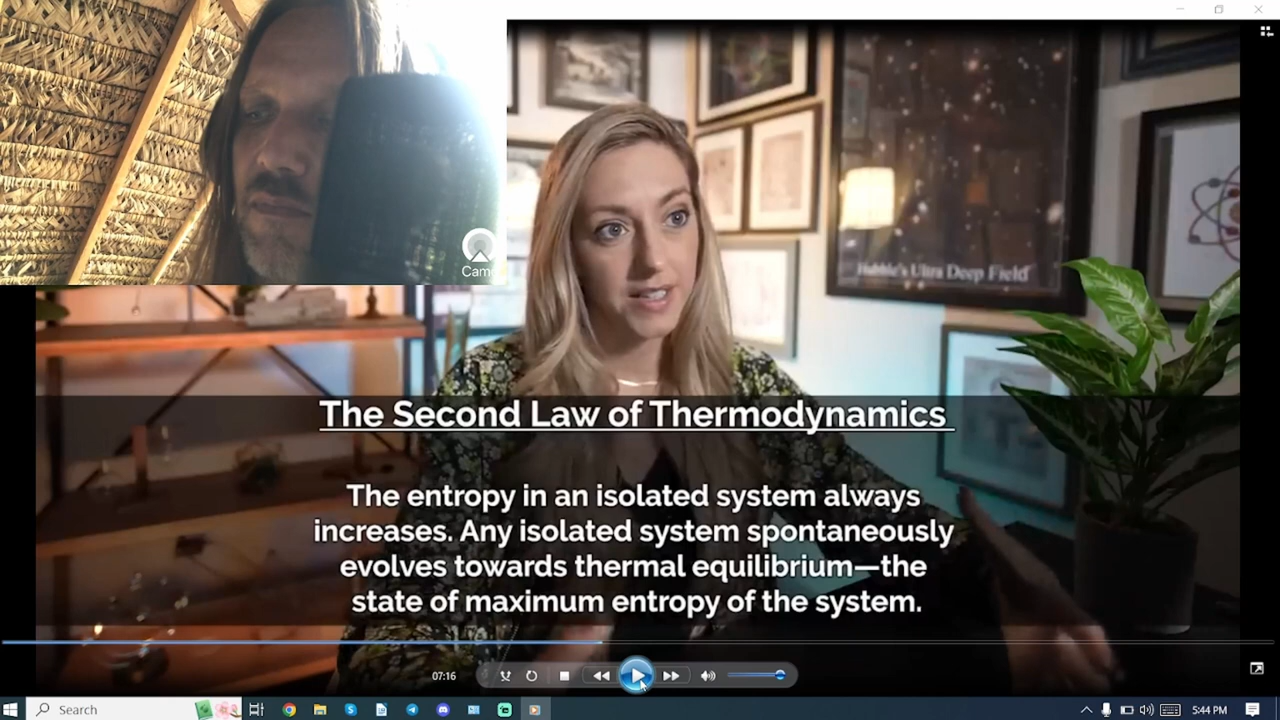 Cam
Hubble's Ultra Deep Field
The Second Law of Thermodynamics
The entropy in an isolated system always
increases. Any isolated system spontaneously
evolves towards thermal equilibrium—the
state of maximum entropy of the system.
07:16
Search
5:44 PM